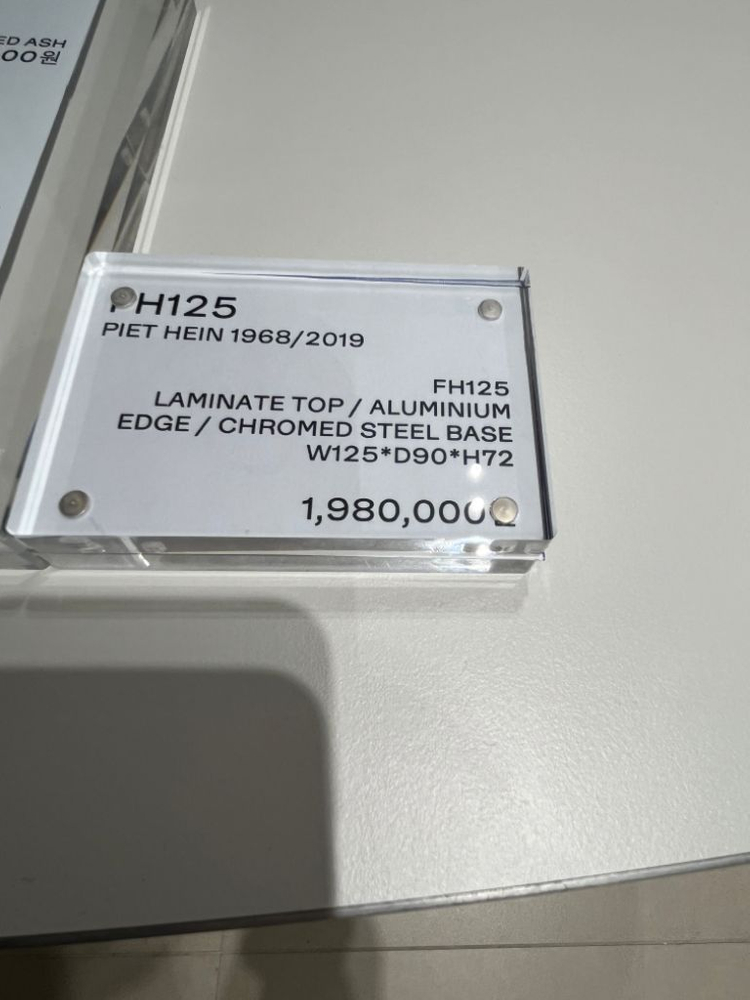 ED ASH
00원
FH125
PIET HEIN 1968/2019
FH125
LAMINATE TOP / ALUMINIUM
EDGE / CHROMED STEEL BASE
W125*D90*H72
1,980,000